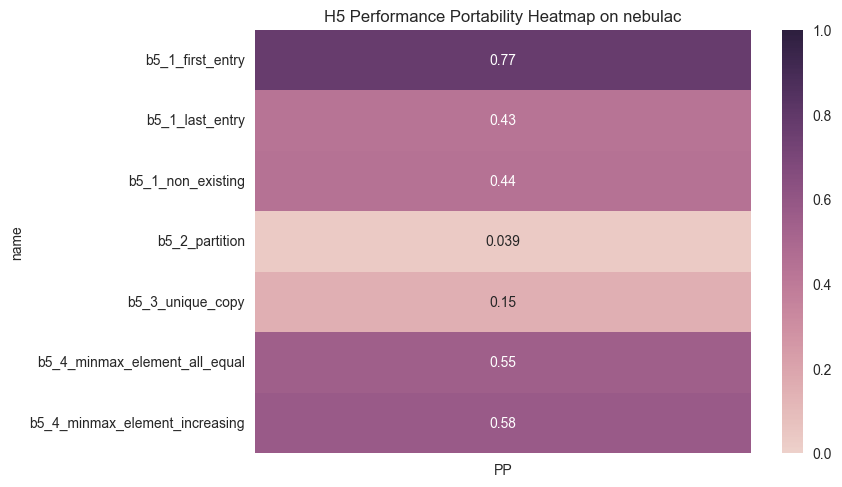 H5 Performance Portability Heatmap on nebulac
name
b5_1_first_entry
0.77
b5_1_last_entry
0.43
b5_1_non_existing
0.44
b5_2_partition
0.039
b5_3_unique_copy
0.15
b5_4_minmax_element_all_equal
0.55
b5_4_minmax_element_increasing
0.58
PP
1.0
0.8
0.6
0.4
0.2
0.0